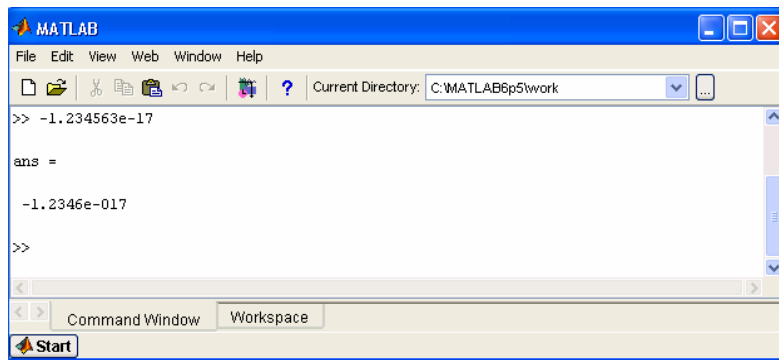 MATLAB
File Edit View Web Window Help
? Current Directory: C:\MATLAB6p5\work ...
>> -1.234563e-17
ans =
-1.2346e-017
>>
Command Window Workspace
Start